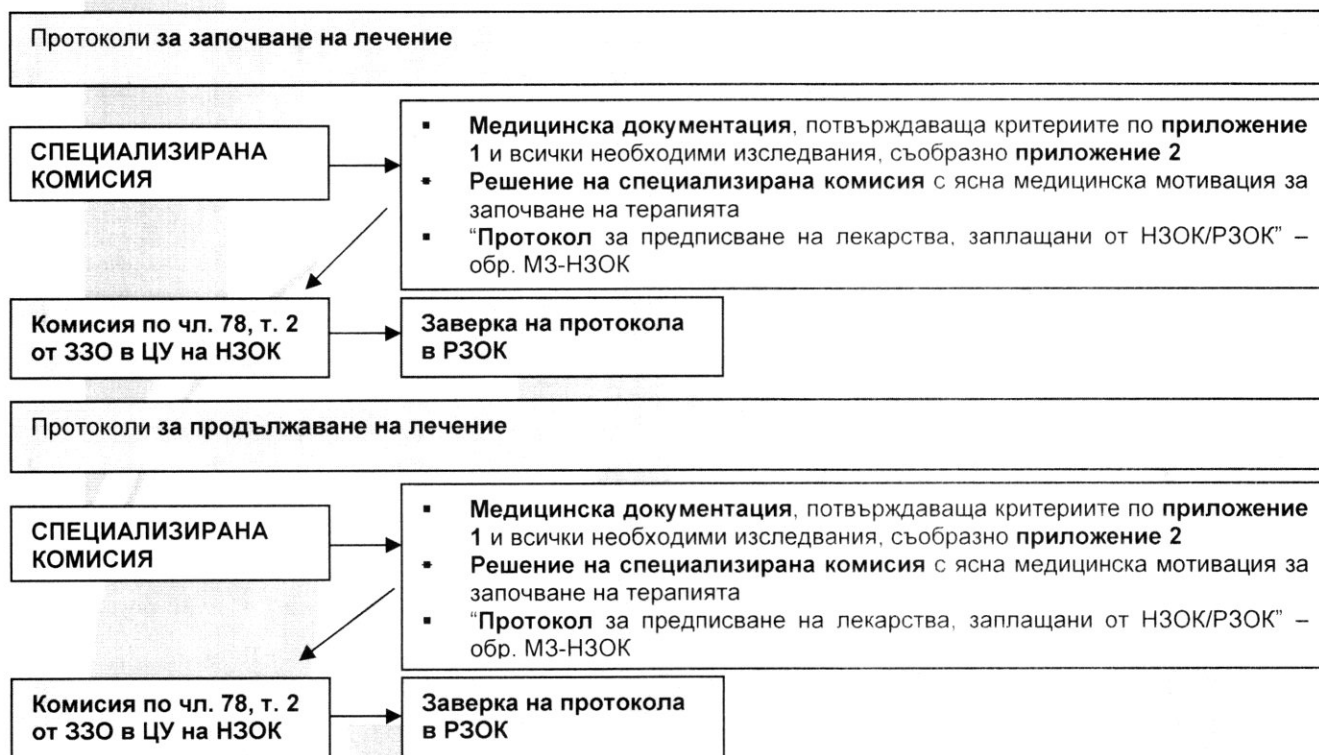 Протоколи за започване на лечение
СПЕЦИАЛИЗИРАНА
КОМИСИЯ
▪ Медицинска документация, потвърждаваща критериите по приложение
1 и всички необходими изследвания, съобразно приложение 2
▪ Решение на специализирана комисия с ясна медицинска мотивация за
започване на терапията
▪ “Протокол за предписване на лекарства, заплащани от НЗОК/РЗОК” –
обр. МЗ-НЗОК
Комисия по чл. 78, т. 2
от ЗЗО в ЦУ на НЗОК
Заверка на протокола
в РЗОК
Протоколи за продължаване на лечение
СПЕЦИАЛИЗИРАНА
КОМИСИЯ
▪ Медицинска документация, потвърждаваща критериите по приложение
1 и всички необходими изследвания, съобразно приложение 2
▪ Решение на специализирана комисия с ясна медицинска мотивация за
започване на терапията
▪ “Протокол за предписване на лекарства, заплащани от НЗОК/РЗОК” –
обр. МЗ-НЗОК
Комисия по чл. 78, т. 2
от ЗЗО в ЦУ на НЗОК
Заверка на протокола
в РЗОК